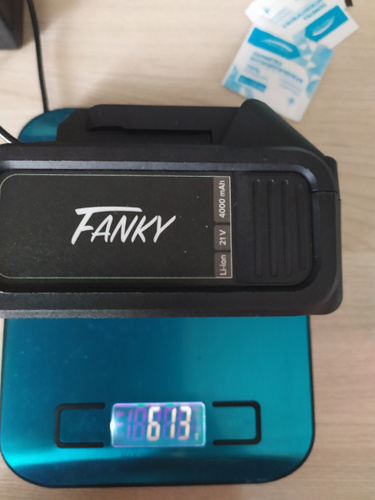 FANKY
Li-Ion
21 V
4000 mAh
613